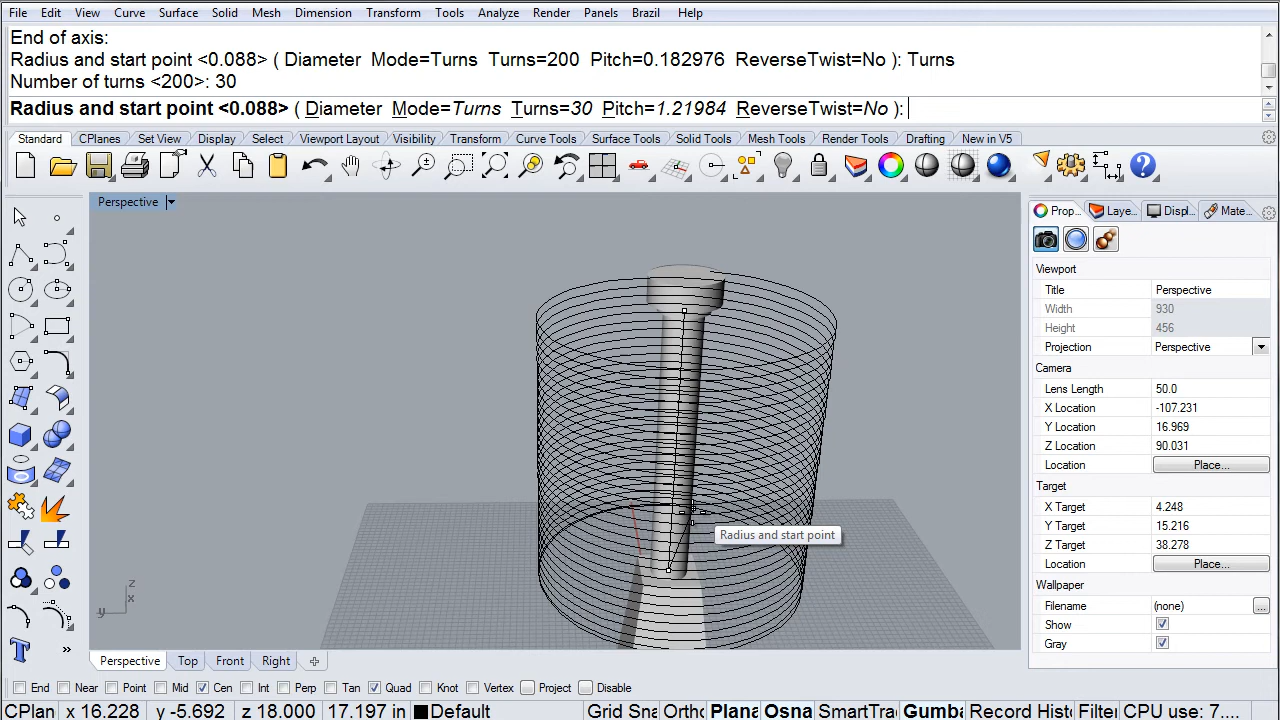 File Edit View Curve Surface Solid Mesh Dimension Transform Tools Analyze Render Panels Brazil Help
End of axis:
Radius and start point <0.088> ( Diameter Mode=Turns Turns=200 Pitch=0.182976 ReverseTwist=No ): Turns
Number of turns <200>: 30
Radius and start point <0.088> ( Diameter Mode=Turns Turns=30 Pitch=1.21984 ReverseTwist=No ):
Standard CPlanes Set View Display Select Viewport Layout Visibility Transform Curve Tools Surface Tools Solid Tools Mesh Tools Render Tools Drafting New in V5
Perspective
Prop... Laye... Displ... Mate...
Viewport
Title Perspective
Width 930
Height 456
Projection Perspective
Camera
Lens Length 50.0
X Location -107.231
Y Location 16.969
Z Location 90.031
Location Place...
Target
X Target 4.248
Y Target 15.216
Z Target 38.278
Location Place...
Wallpaper
Filename (none) ...
Show
Gray
Radius and start point
z
y x
T »
Perspective Top Front Right
End Near Point Mid Cen Int Perp Tan Quad Knot Vertex Project Disable
CPlan x 16.228 y -5.692 z 18.000 17.197 in Default Grid Sna Ortho Plana Osna SmartTrac Gumba Record Histo Filter CPU use: 7....